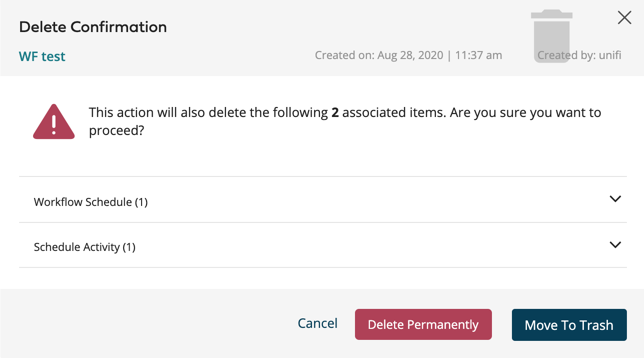 Delete Confirmation
WF test
Created on: Aug 28, 2020 | 11:37 am
Created by: unifi
This action will also delete the following 2 associated items. Are you sure you want to
proceed?
Workflow Schedule (1)
Schedule Activity (1)
Cancel
Delete Permanently
Move To Trash